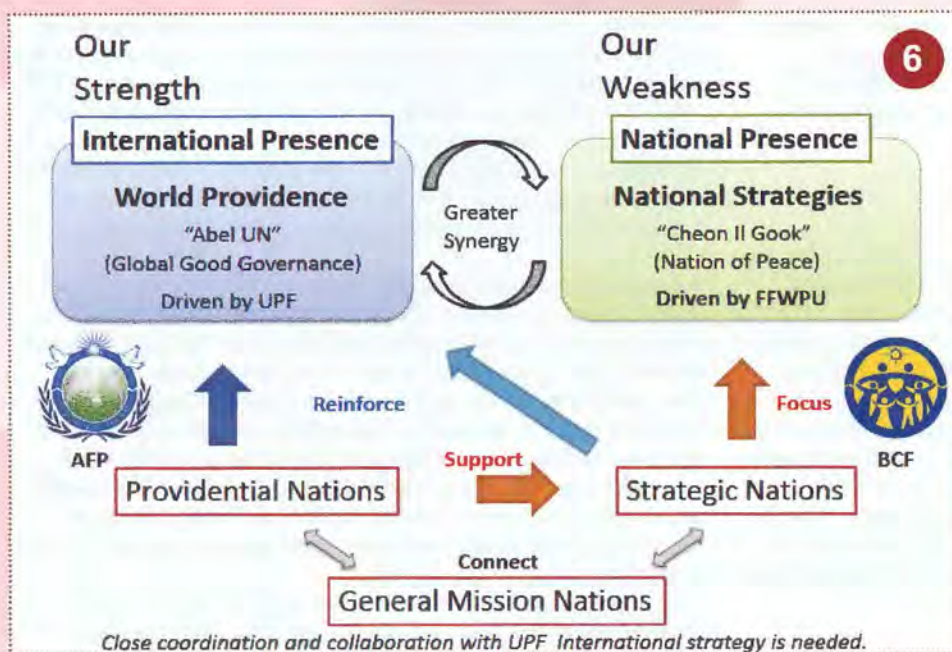 Our
Strength
Our
Weakness
6
International Presence
World Providence
"Abel UN"
(Global Good Governance)
Driven by UPF
Greater
Synergy
National Presence
National Strategies
"Cheon Il Gook"
(Nation of Peace)
Driven by FFWPU
AFP
Reinforce
Support
Focus
BCF
Providential Nations
Strategic Nations
Connect
General Mission Nations
Close coordination and collaboration with UPF International strategy is needed.